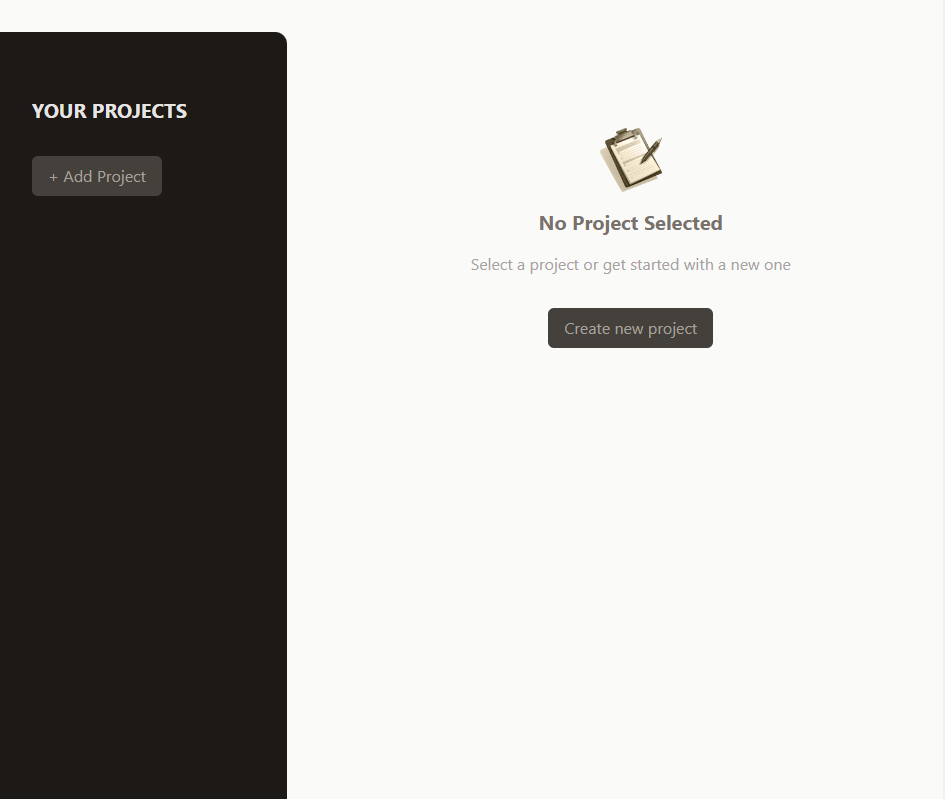 YOUR PROJECTS
+ Add Project
No Project Selected
Select a project or get started with a new one
Create new project